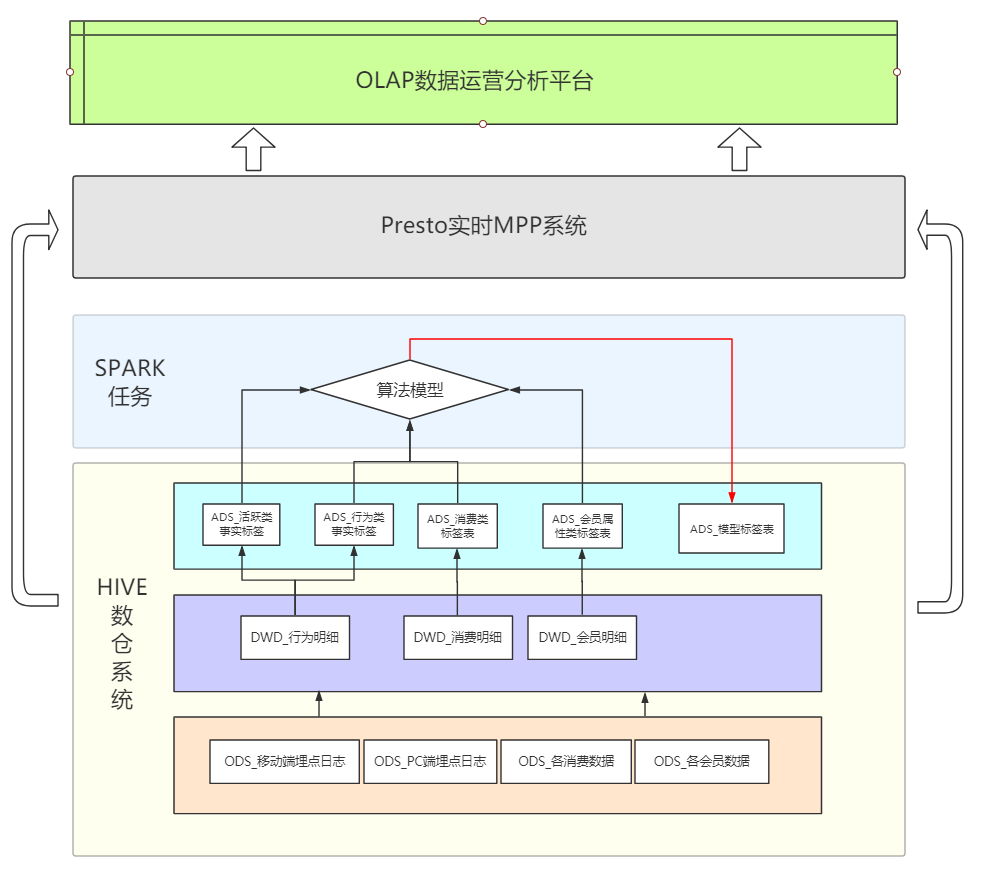 OLAP数据运营分析平台
Presto实时MPP系统
SPARK
任务
算法模型
ADS_活跃类
事实标签
ADS_行为类
事实标签
ADS_消费类
标签表
ADS_会员属
性类标签表
ADS_模型标签表
HIVE
数
仓
系
统
DWD_行为明细
DWD_消费明细
DWD_会员明细
ODS_移动端埋点日志
ODS_PC端埋点日志
ODS_各消费数据
ODS_各会员数据